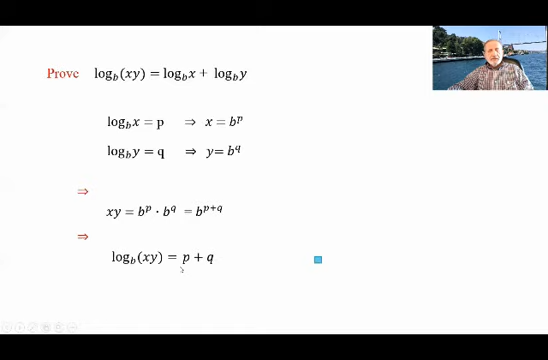 Prove log_b(xy) = log_b x + log_b y
log_b x = p ⇒ x = b^p
log_b y = q ⇒ y= b^q
⇒
xy = b^p · b^q = b^{p+q}
⇒
log_b(xy) = p + q